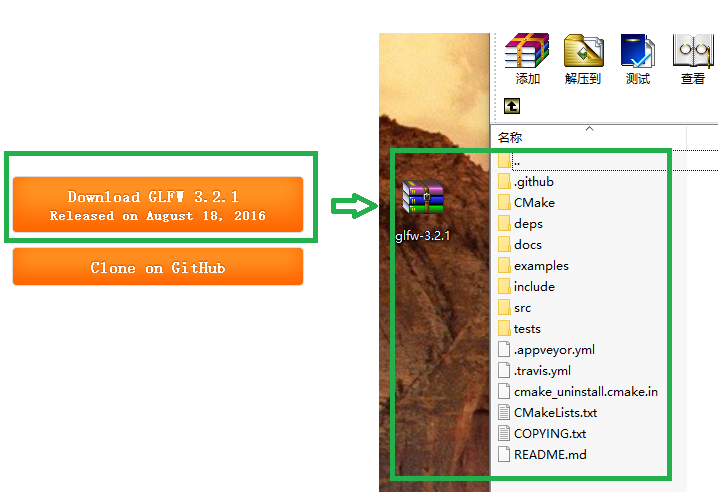 Download GLFW 3.2.1
Released on August 18, 2016
Clone on GitHub
glfw-3.2.1
添加
解压到
测试
查看
名称
..
.github
CMake
deps
docs
examples
include
src
tests
.appveyor.yml
.travis.yml
cmake_uninstall.cmake.in
CMakeLists.txt
COPYING.txt
README.md